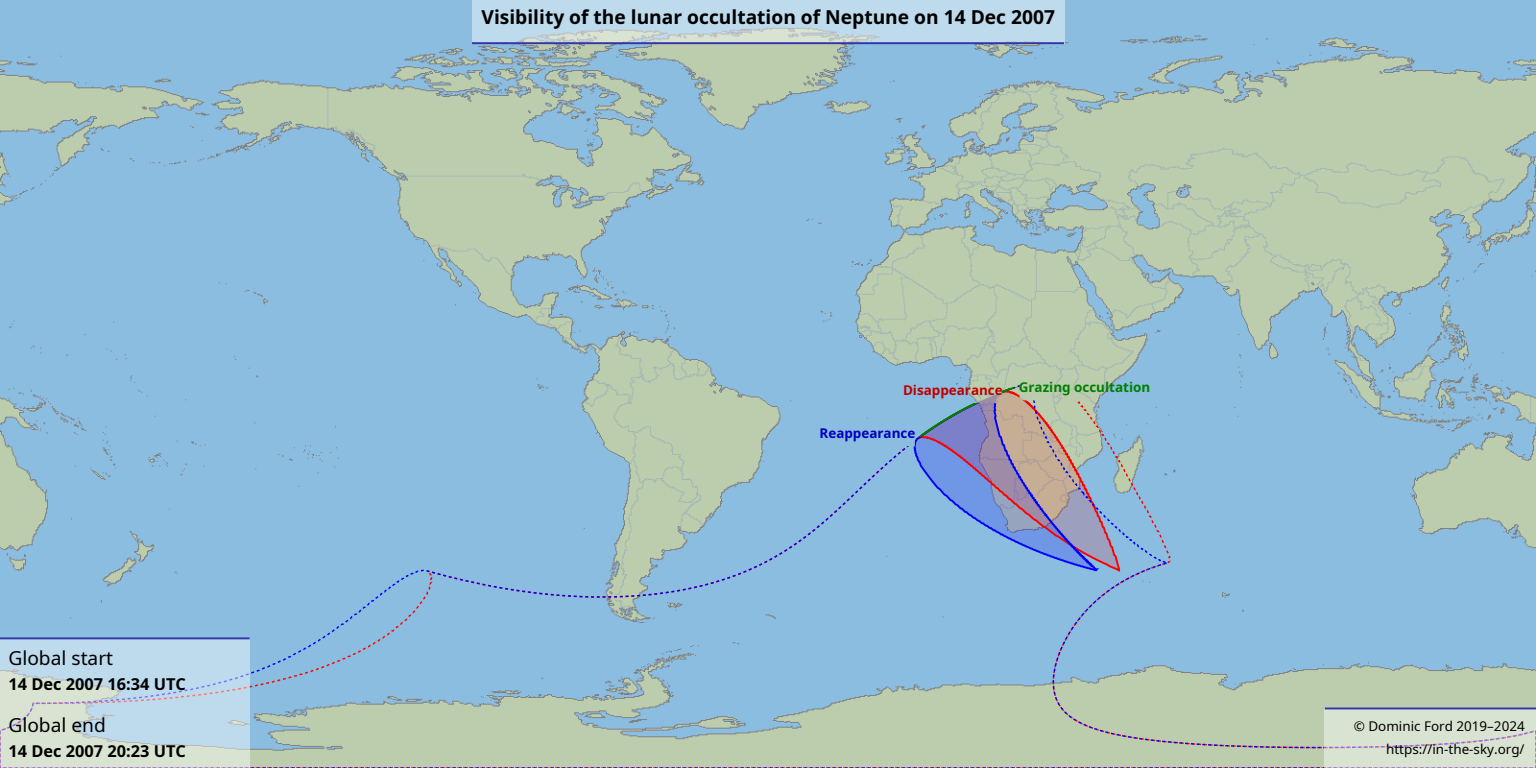 Visibility of the lunar occultation of Neptune on 14 Dec 2007
Disappearance
Grazing occultation
Reappearance
Global start
14 Dec 2007 16:34 UTC
Global end
14 Dec 2007 20:23 UTC
© Dominic Ford 2019–2024
https://in-the-sky.org/